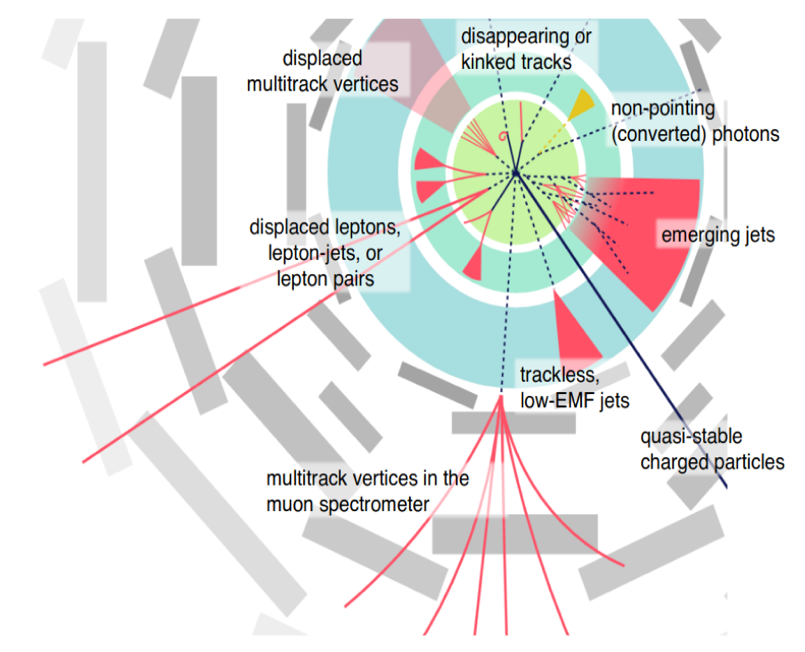 disappearing or
kinked tracks
displaced
multitrack vertices
non-pointing
(converted) photons
displaced leptons,
lepton-jets, or
lepton pairs
emerging jets
trackless,
low-EMF jets
quasi-stable
charged particles
multitrack vertices in the
muon spectrometer